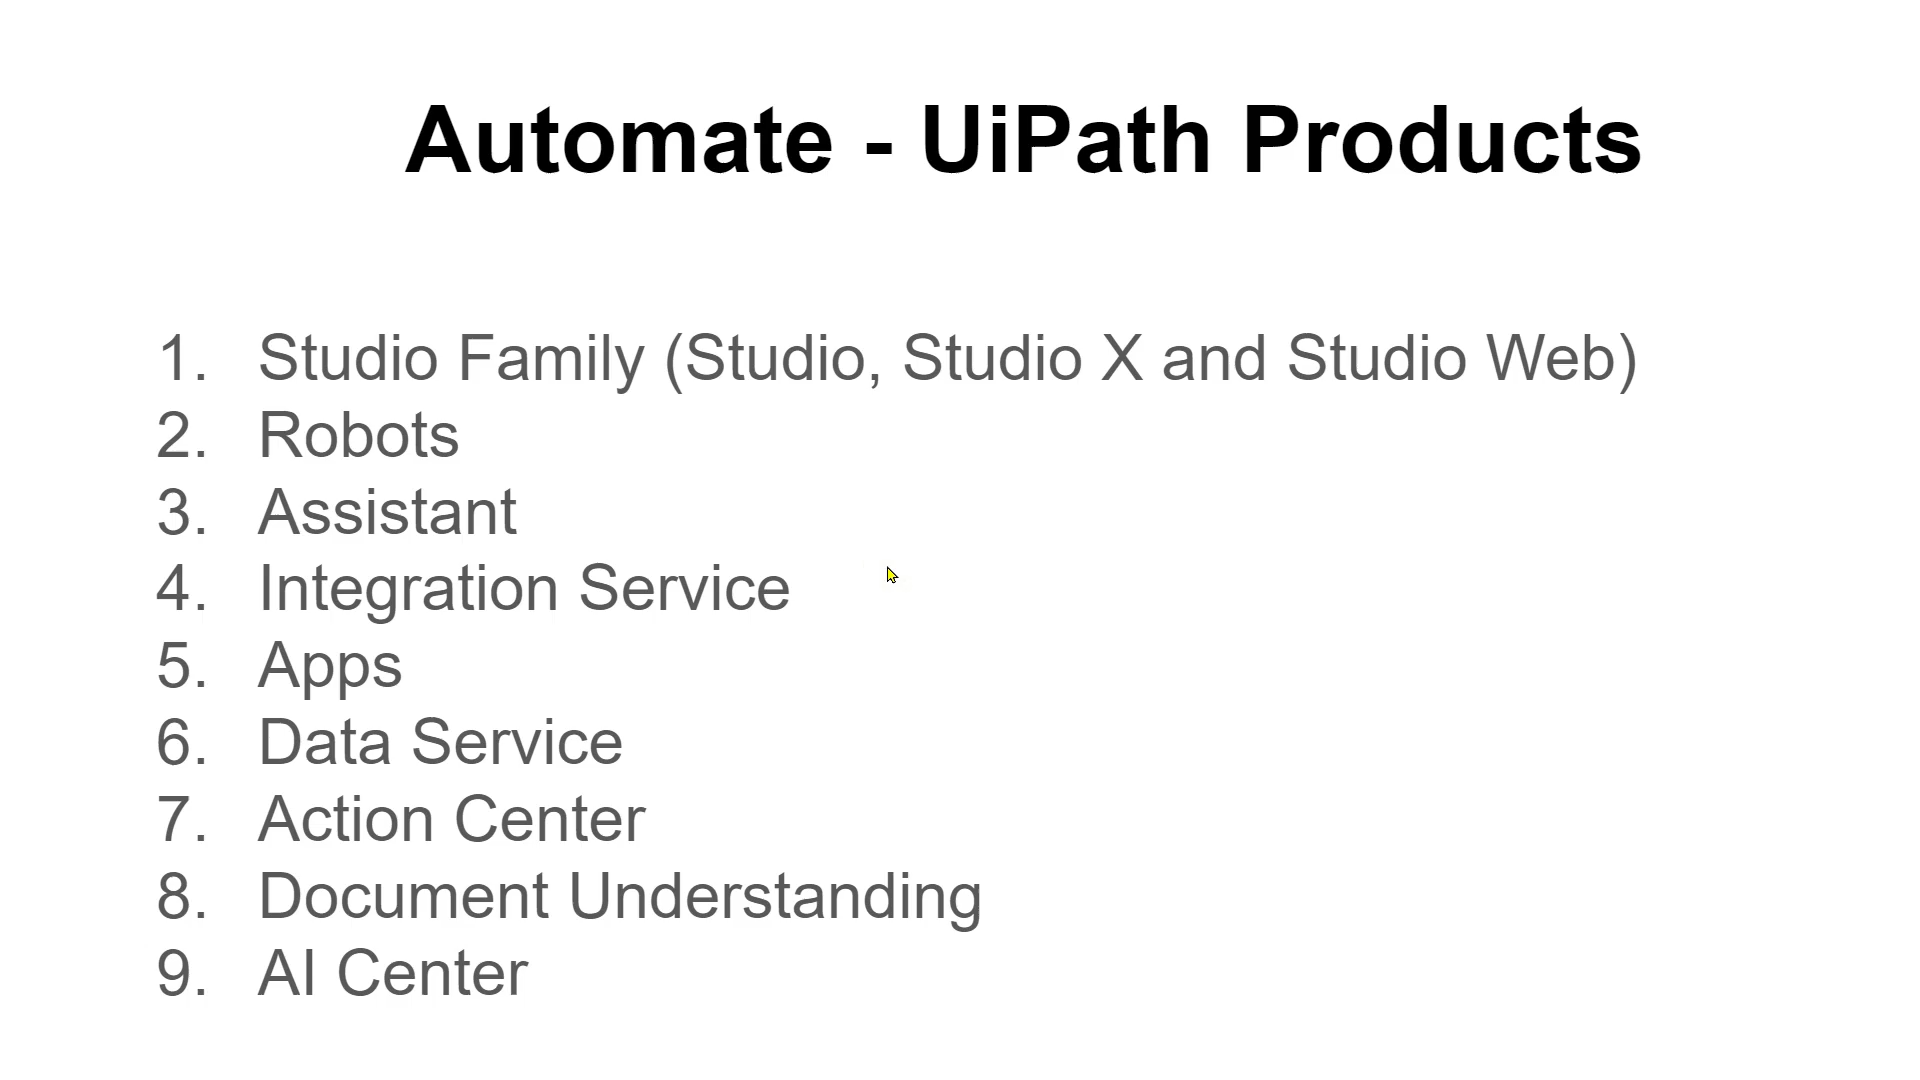 Automate - UiPath Products
1. Studio Family (Studio, Studio X and Studio Web)
2. Robots
3. Assistant
4. Integration Service
5. Apps
6. Data Service
7. Action Center
8. Document Understanding
9. AI Center